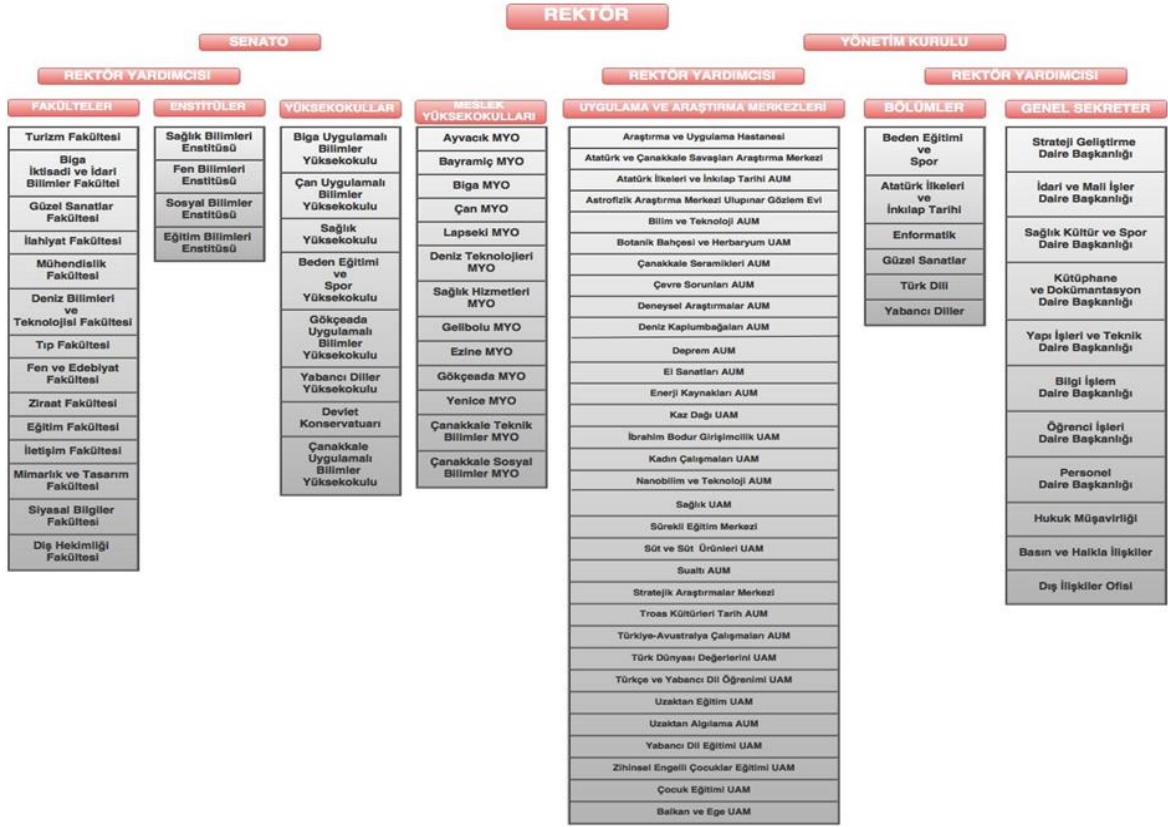 REKTÖR
SENATO
YÖNETİM KURULU
REKTÖR YARDIMCISI
REKTÖR YARDIMCISI
REKTÖR YARDIMCISI
FAKÜLTELER
Turizm Fakültesi
Biga
İktisadi ve İdari
Bilimler Fakültei
Güzel Sanatlar
Fakültesi
İlahiyat Fakültesi
Mühendislik
Fakültesi
Deniz Bilimleri
ve
Teknolojisi Fakültesi
Tıp Fakültesi
Fen ve Edebiyat
Fakültesi
Ziraat Fakültesi
Eğitim Fakültesi
İletişim Fakültesi
Mimarlık ve Tasarım
Fakültesi
Siyasal Bilgiler
Fakültesi
Diş Hekimliği
Fakültesi
ENSTİTÜLER
Sağlık Bilimleri
Enstitüsü
Fen Bilimleri
Enstitüsü
Sosyal Bilimler
Enstitüsü
Eğitim Bilimleri
Enstitüsü
YÜKSEKOKULLAR
Biga Uygulamalı
Bilimler
Yüksekokulu
Çan Uygulamalı
Bilimler
Yüksekokulu
Sağlık
Yüksekokulu
Beden Eğitimi
ve
Spor
Yüksekokulu
Gökçeada
Uygulamalı
Bilimler
Yüksekokulu
Yabancı Diller
Yüksekokulu
Devlet
Konservatuarı
Çanakkale
Uygulamalı
Bilimler
Yüksekokulu
MESLEK
YÜKSEKOKULLARI
Ayvacık MYO
Bayramiç MYO
Biga MYO
Çan MYO
Lapseki MYO
Deniz Teknolojieri
MYO
Sağlık Hizmetleri
MYO
Gelibolu MYO
Ezine MYO
Gökçeada MYO
Yenice MYO
Çanakkale Teknik
Bilimler MYO
Çanakkale Sosyal
Bilimler MYO
UYGULAMA VE ARAŞTIRMA MERKEZLERİ
Araştırma ve Uygulama Hastanesi
Atatürk ve Çanakkale Savaşları Araştırma Merkezi
Atatürk İlkeleri ve İnkılap Tarihi AUM
Astrofizik Araştırma Merkezi Ulupınar Gözlem Evi
Bilim ve Teknoloji AUM
Botanik Bahçesi ve Herbaryum UAM
Çanakkale Seramikleri AUM
Çevre Sorunları AUM
Deneysel Araştırmalar AUM
Deniz Kaplumbağaları AUM
Deprem AUM
El Sanatları AUM
Enerji Kaynakları AUM
Kaz Dağı UAM
İbrahim Bodur Girişimcilik UAM
Kadın Çalışmaları UAM
Nanobilim ve Teknoloji AUM
Sağlık UAM
Sürekli Eğitim Merkezi
Süt ve Süt Ürünleri UAM
Sualtı AUM
Stratejik Araştırmalar Merkezi
Troas Kültürleri Tarih AUM
Türkiye-Avustralya Çalışmaları AUM
Türk Dünyası Değerlerini UAM
Türkçe ve Yabancı Dil Öğrenimi UAM
Uzaktan Eğitim UAM
Uzaktan Algılama AUM
Yabancı Dil Eğitimi UAM
Zihinsel Engelli Çocuklar Eğitimi UAM
Çocuk Eğitimi UAM
Balkan ve Ege UAM
BÖLÜMLER
Beden Eğitimi
ve
Spor
Atatürk İlkeleri
ve
İnkılap Tarihi
Enformatik
Güzel Sanatlar
Türk Dili
Yabancı Diller
GENEL SEKRETER
Strateji Geliştirme
Daire Başkanlığı
İdari ve Mali İşler
Daire Başkanlığı
Sağlık Kültür ve Spor
Daire Başkanlığı
Kütüphane
ve Dokümantasyon
Daire Başkanlığı
Yapı İşleri ve Teknik
Daire Başkanlığı
Bilgi İşlem
Daire Başkanlığı
Öğrenci İşleri
Daire Başkanlığı
Personel
Daire Başkanlığı
Hukuk Müşavirliği
Basın ve Halkla İlişkiler
Dış İlişkiler Ofisi